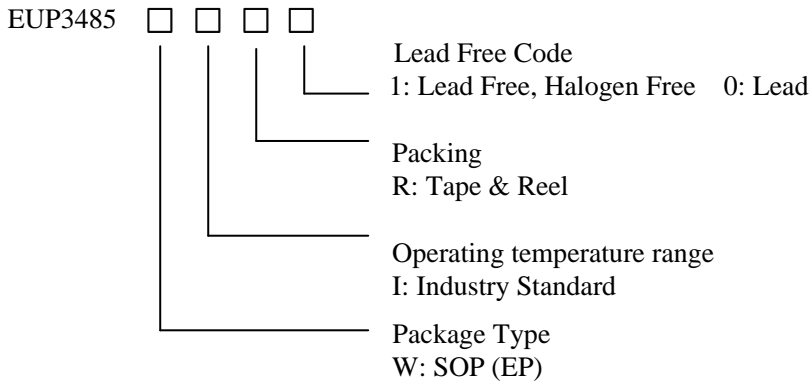 EUP3485 □ □ □ □
Lead Free Code
1: Lead Free, Halogen Free 0: Lead
Packing
R: Tape & Reel
Operating temperature range
I: Industry Standard
Package Type
W: SOP (EP)